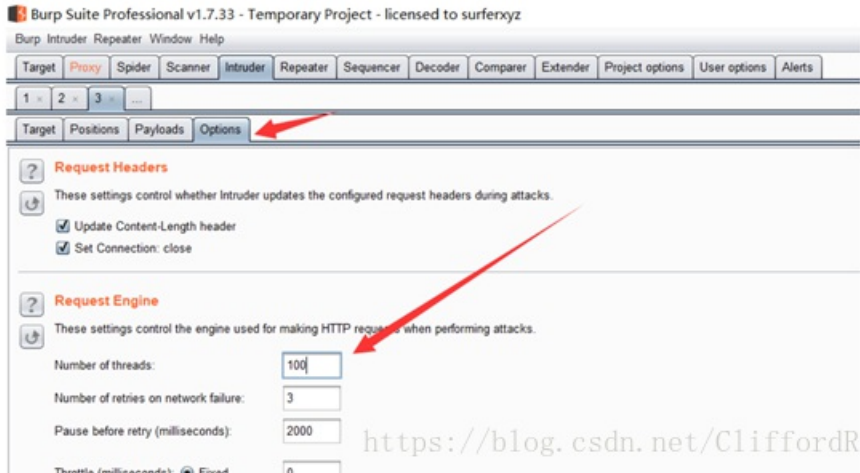 Burp Suite Professional v1.7.33 - Temporary Project - licensed to surferxyz
Burp Intruder Repeater Window Help
Target Proxy Spider Scanner Intruder Repeater Sequencer Decoder Comparer Extender Project options User options Alerts
1 × 2 × 3 × ...
Target Positions Payloads Options
? Request Headers
These settings control whether Intruder updates the configured request headers during attacks.
Update Content-Length header
Set Connection: close
? Request Engine
These settings control the engine used for making HTTP requests when performing attacks.
Number of threads: 100
Number of retries on network failure: 3
Pause before retry (milliseconds): 2000
https://blog.csdn.net/CliffordR
Throttle (milliseconds): Fixed 0